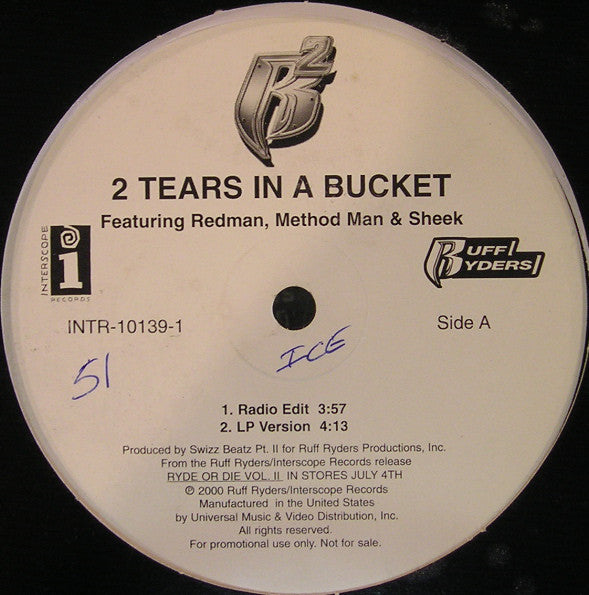 R2
2 TEARS IN A BUCKET
Featuring Redman, Method Man & Sheek
INTERSCOPE
i
RECORDS
RUFF
RYDERS
INTR-10139-1
Side A
51
ICE
1. Radio Edit 3:57
2. LP Version 4:13
Produced by Swizz Beatz Pt. II for Ruff Ryders Productions, Inc.
From the Ruff Ryders/Interscope Records release
RYDE OR DIE VOL. II IN STORES JULY 4TH
℗ 2000 Ruff Ryders/Interscope Records
Manufactured in the United States
by Universal Music & Video Distribution, Inc.
All rights reserved.
For promotional use only. Not for sale.